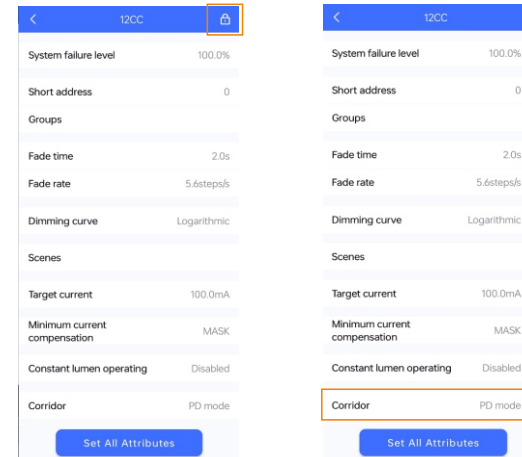 12CC
System failure level 100.0%
Short address 0
Groups
Fade time 2.0s
Fade rate 5.6steps/s
Dimming curve Logarithmic
Scenes
Target current 100.0mA
Minimum current
compensation MASK
Constant lumen operating Disabled
Corridor PD mode
Set All Attributes
12CC
System failure level 100.0%
Short address 0
Groups
Fade time 2.0s
Fade rate 5.6steps/s
Dimming curve Logarithmic
Scenes
Target current 100.0mA
Minimum current
compensation MASK
Constant lumen operating Disabled
Corridor PD mode
Set All Attributes